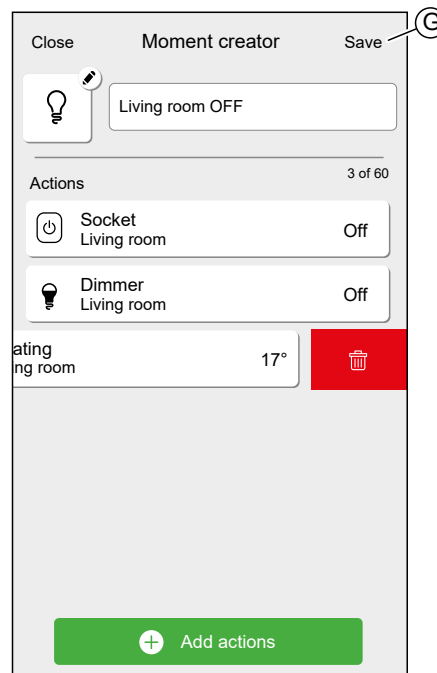 G
Close Moment creator Save
Living room OFF
3 of 60
Actions
Socket
Living room
Off
Dimmer
Living room
Off
ating
ing room
17°
Add actions